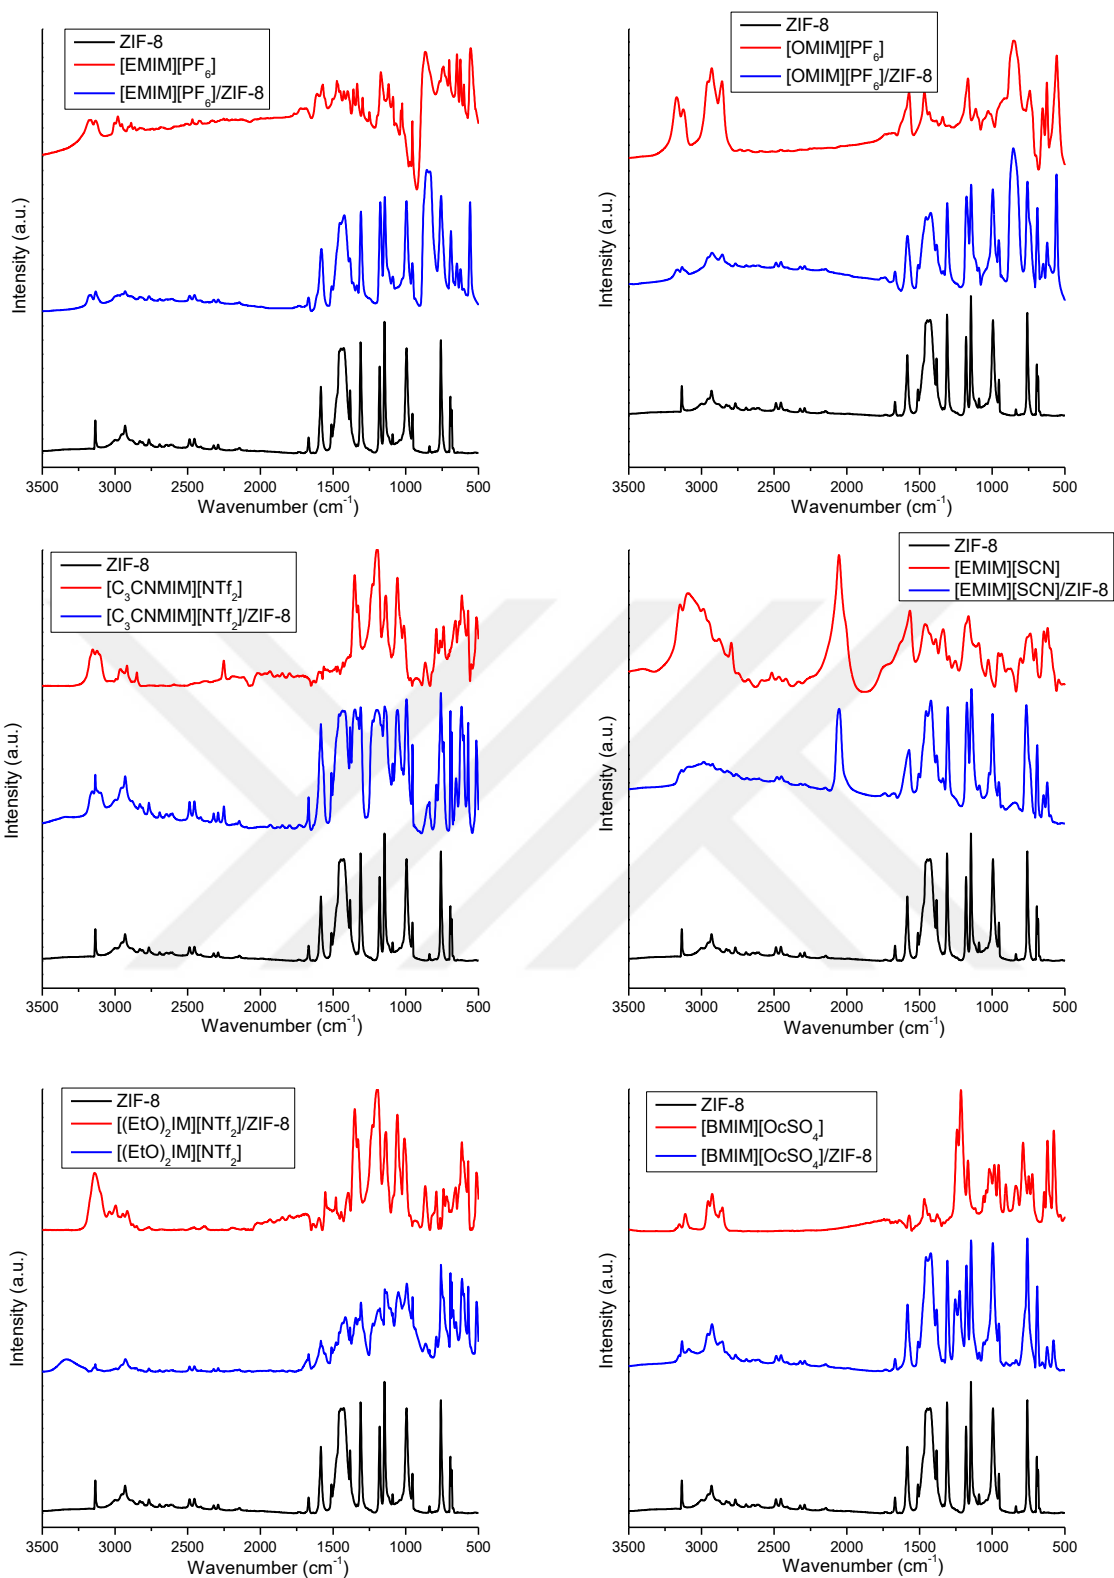 ZIF-8
[EMIM][PF₆]
[EMIM][PF₆]/ZIF-8
Intensity (a.u.)
3500 3000 2500 2000 1500 1000 500
Wavenumber (cm⁻¹)
ZIF-8
[OMIM][PF₆]
[OMIM][PF₆]/ZIF-8
Intensity (a.u.)
3500 3000 2500 2000 1500 1000 500
Wavenumber (cm⁻¹)
ZIF-8
[C₃CNMIM][NTf₂]
[C₃CNMIM][NTf₂]/ZIF-8
Intensity (a.u.)
3500 3000 2500 2000 1500 1000 500
Wavenumber (cm⁻¹)
ZIF-8
[EMIM][SCN]
[EMIM][SCN]/ZIF-8
Intensity (a.u.)
3500 3000 2500 2000 1500 1000 500
Wavenumber (cm⁻¹)
ZIF-8
[(EtO)₂IM][NTf₂]/ZIF-8
[(EtO)₂IM][NTf₂]
Intensity (a.u.)
3500 3000 2500 2000 1500 1000 500
Wavenumber (cm⁻¹)
ZIF-8
[BMIM][OcSO₄]
[BMIM][OcSO₄]/ZIF-8
Intensity (a.u.)
3500 3000 2500 2000 1500 1000 500
Wavenumber (cm⁻¹)